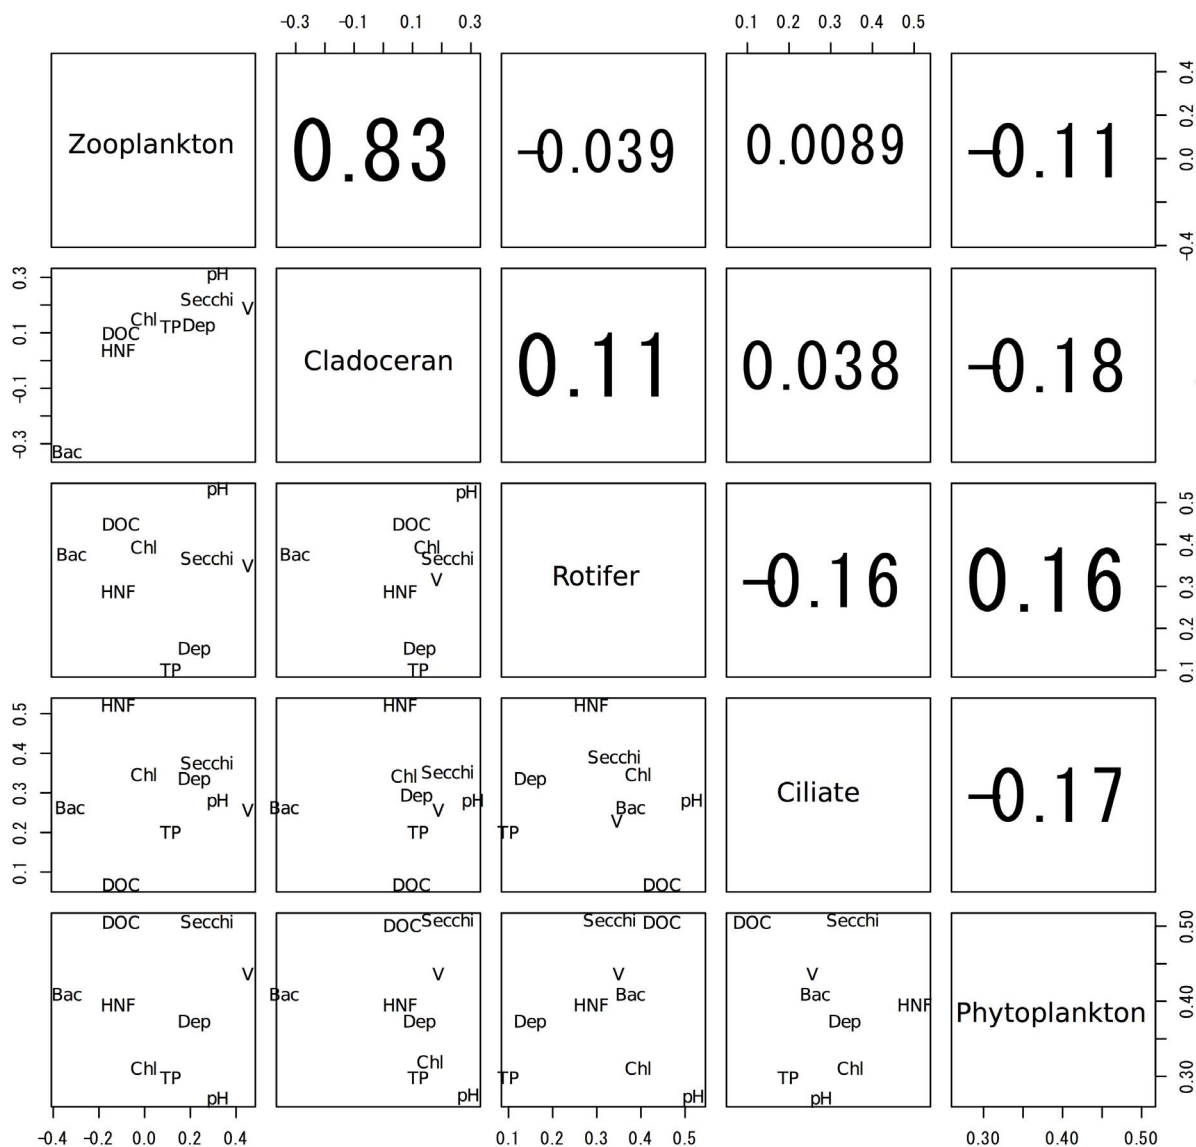 -0.3 -0.1 0.1 0.3 0.1 0.2 0.3 0.4 0.5
Zooplankton 0.83 -0.039 0.0089 -0.11
-0.4 0.0 0.2 0.4
pH
Secchi V
Chl TP Dep
DOC
HNF
Bac
-0.3 -0.1 0.1 0.3
Cladoceran 0.11 0.038 -0.18
pH
DOC
Chl
Bac Secchi V
HNF
Dep
TP
pH
DOC
Chl
Bac Secchi
V
HNF
Dep
TP
Rotifer -0.16 0.16
0.1 0.2 0.3 0.4 0.5
0.1 0.2 0.3 0.4 0.5
HNF
Secchi
Chl Dep
pH
Bac V
TP
DOC
HNF
Chl Secchi
Dep
pH
Bac V
TP
DOC
HNF
Secchi
Dep Chl
pH
Bac
V
TP
DOC
Ciliate -0.17
DOC Secchi
V
Bac
HNF
Dep
Chl
TP
pH
DOC Secchi
V
Bac
HNF
Dep
Chl
TP
pH
Secchi DOC
V
Bac
HNF
Dep
Chl
TP
pH
DOC Secchi
V
Bac
HNF
Dep
Chl
TP
pH
Phytoplankton
0.30 0.40 0.50
-0.4 -0.2 0.0 0.2 0.4 0.1 0.2 0.3 0.4 0.5 0.30 0.40 0.50